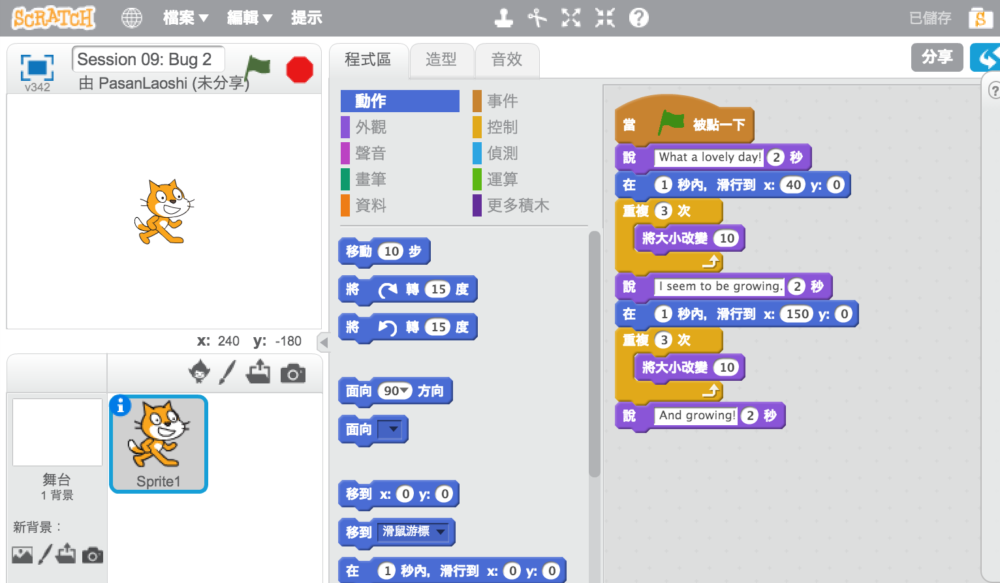 SCRATCH
檔案 編輯 提示
已儲存
v342
Session 09: Bug 2
由 PasanLaoshi (未分享)
x: 240 y: -180
舞台
1 背景
新背景：
Sprite1
程式區 造型 音效
分享
動作 事件
外觀 控制
聲音 偵測
畫筆 運算
資料 更多積木
移動 10 步
將 轉 15 度
將 轉 15 度
面向 90 方向
面向
移到 x: 0 y: 0
移到 滑鼠游標
在 1 秒內, 滑行到 x: 0 y: 0
當 被點一下
說 What a lovely day! 2 秒
在 1 秒內, 滑行到 x: 40 y: 0
重複 3 次
將大小改變 10
說 I seem to be growing. 2 秒
在 1 秒內, 滑行到 x: 150 y: 0
重複 3 次
將大小改變 10
說 And growing! 2 秒